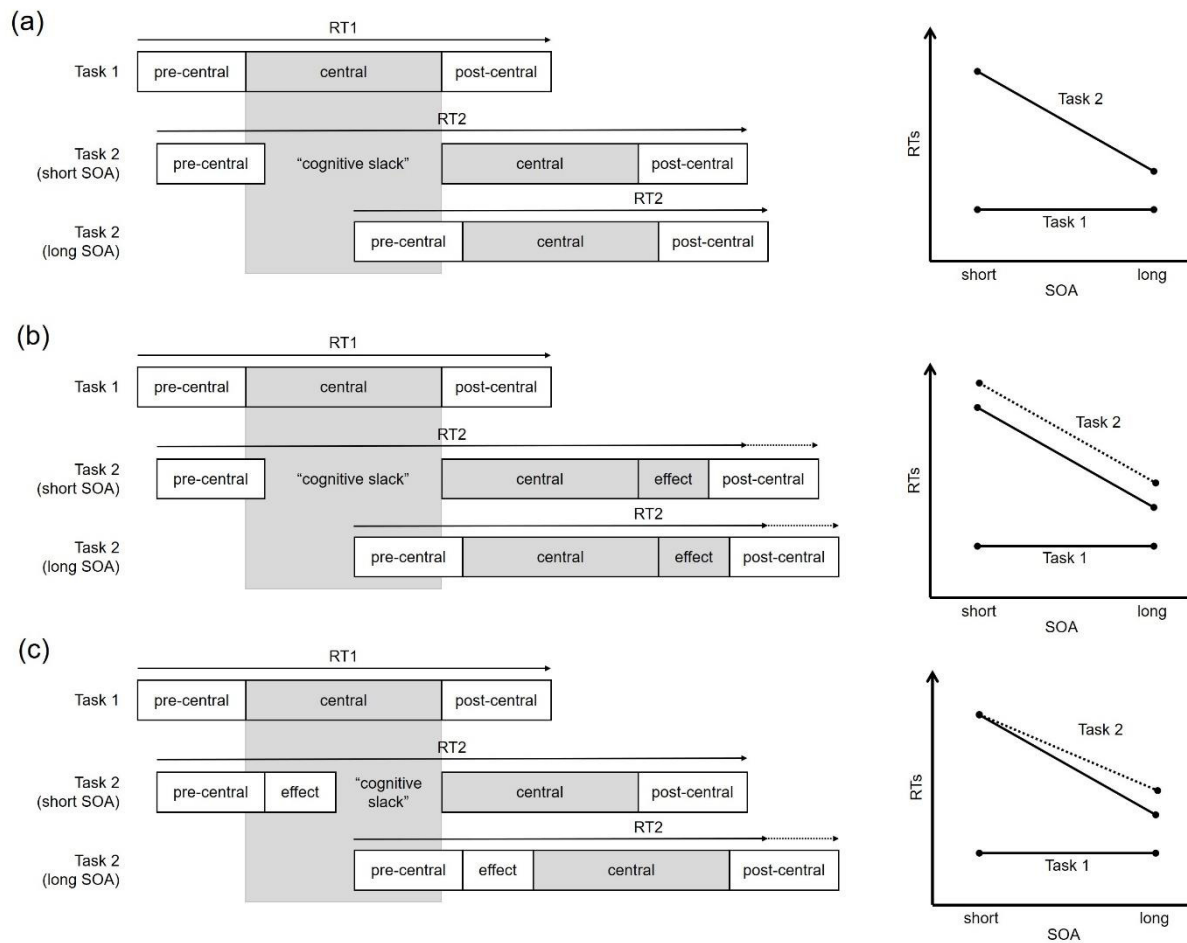 (a)
RT1
Task 1
pre-central
central
post-central
RT2
Task 2
(short SOA)
pre-central
“cognitive slack”
central
post-central
RT2
Task 2
(long SOA)
pre-central
central
post-central
RTs
Task 2
Task 1
short
long
SOA
(b)
RT1
Task 1
pre-central
central
post-central
RT2
Task 2
(short SOA)
pre-central
“cognitive slack”
central
effect
post-central
RT2
Task 2
(long SOA)
pre-central
central
effect
post-central
RTs
Task 2
Task 1
short
long
SOA
(c)
RT1
Task 1
pre-central
central
post-central
RT2
Task 2
(short SOA)
pre-central
effect
“cognitive
slack”
central
post-central
RT2
Task 2
(long SOA)
pre-central
effect
central
post-central
RTs
Task 2
Task 1
short
long
SOA